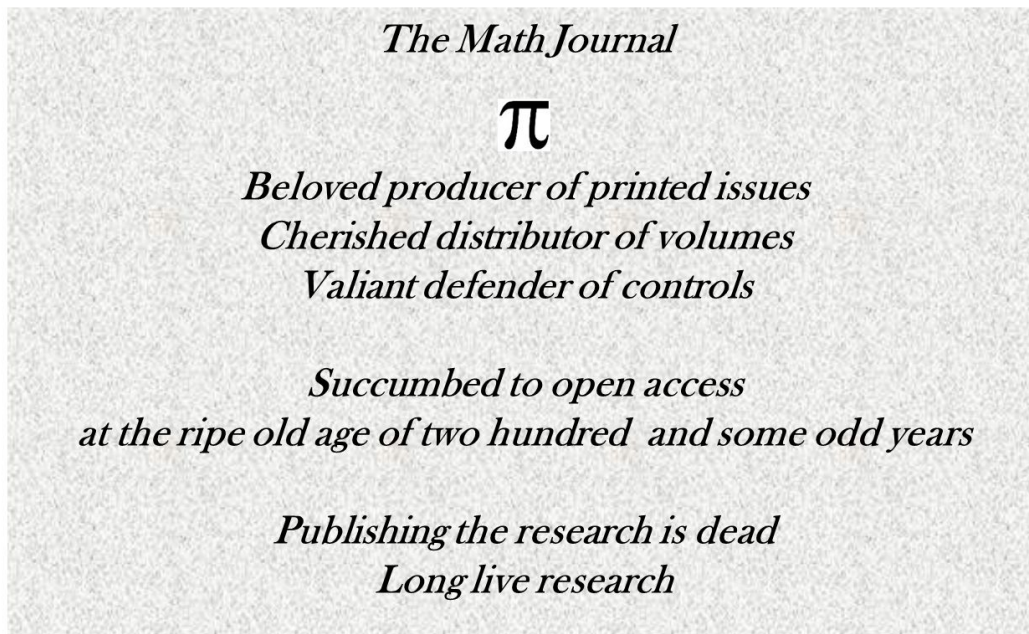 The Math Journal
π
Beloved producer of printed issues
Cherished distributor of volumes
Valiant defender of controls
Succumbed to open access
at the ripe old age of two hundred and some odd years
Publishing the research is dead
Long live research